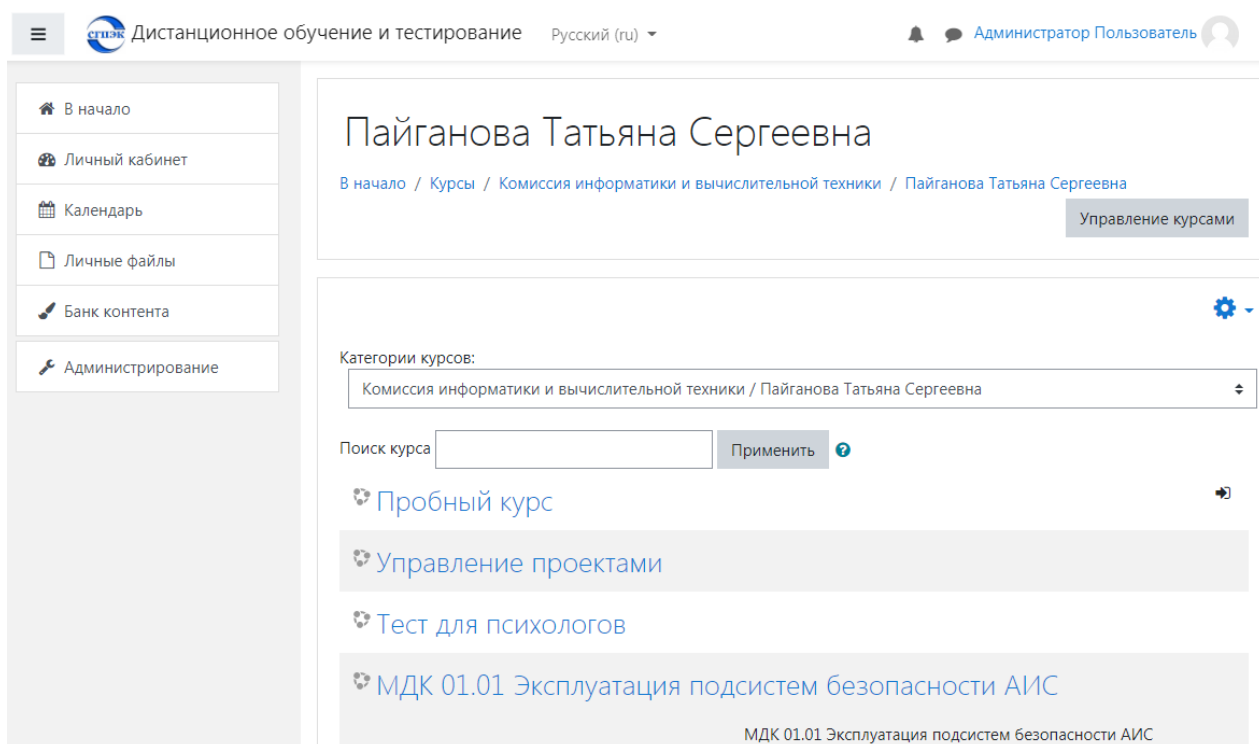 сгпэк Дистанционное обучение и тестирование Русский (ru) Администратор Пользователь
В начало
Личный кабинет
Календарь
Личные файлы
Банк контента
Администрирование
Пайганова Татьяна Сергеевна
В начало / Курсы / Комиссия информатики и вычислительной техники / Пайганова Татьяна Сергеевна
Управление курсами
Категории курсов:
Комиссия информатики и вычислительной техники / Пайганова Татьяна Сергеевна
Поиск курса Применить
Пробный курс
Управление проектами
Тест для психологов
МДК 01.01 Эксплуатация подсистем безопасности АИС
МДК 01.01 Эксплуатация подсистем безопасности АИС